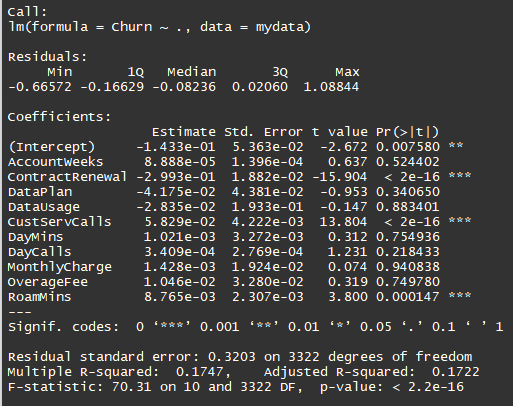 Call:
lm(formula = Churn ~ ., data = mydata)
Residuals:
Min 1Q Median 3Q Max
-0.66572 -0.16629 -0.08236 0.02060 1.08844
Coefficients:
Estimate Std. Error t value Pr(>|t|)
(Intercept) -1.433e-01 5.363e-02 -2.672 0.007580 **
AccountWeeks 8.888e-05 1.396e-04 0.637 0.524402
ContractRenewal -2.993e-01 1.882e-02 -15.904 < 2e-16 ***
DataPlan -4.175e-02 4.381e-02 -0.953 0.340650
DataUsage -2.835e-02 1.933e-01 -0.147 0.883401
CustServCalls 5.829e-02 4.222e-03 13.804 < 2e-16 ***
DayMins 1.021e-03 3.272e-03 0.312 0.754936
DayCalls 3.409e-04 2.769e-04 1.231 0.218433
MonthlyCharge 1.428e-03 1.924e-02 0.074 0.940838
OverageFee 1.046e-02 3.280e-02 0.319 0.749780
RoamMins 8.765e-03 2.307e-03 3.800 0.000147 ***
---
Signif. codes: 0 ‘***’ 0.001 ‘**’ 0.01 ‘*’ 0.05 ‘.’ 0.1 ‘ ’ 1
Residual standard error: 0.3203 on 3322 degrees of freedom
Multiple R-squared: 0.1747, Adjusted R-squared: 0.1722
F-statistic: 70.31 on 10 and 3322 DF, p-value: < 2.2e-16